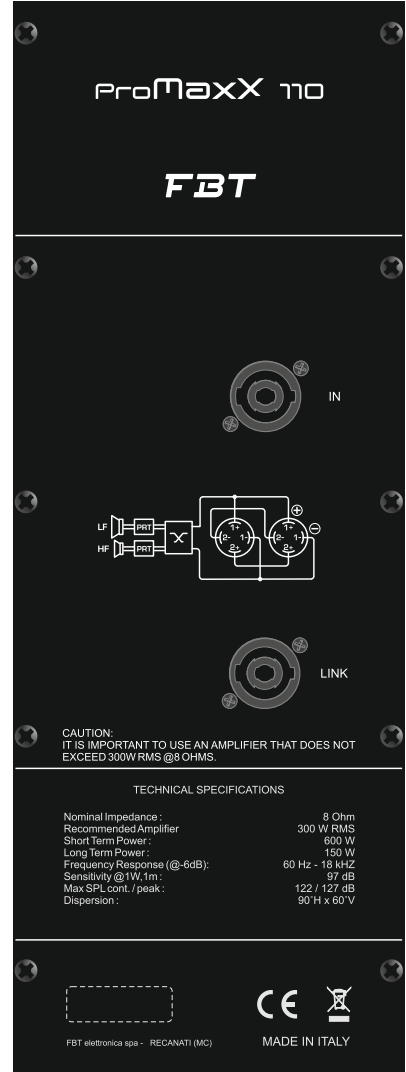 ProMaxX 110
FBT
IN
LF PRT
HF PRT
1+ 2- 1- 2+
1+ 2- 1- 2+
+
-
LINK
CAUTION:
IT IS IMPORTANT TO USE AN AMPLIFIER THAT DOES NOT
EXCEED 300W RMS @8 OHMS.
TECHNICAL SPECIFICATIONS
Nominal Impedance : 8 Ohm
Recommended Amplifier 300 W RMS
Short Term Power : 600 W
Long Term Power : 150 W
Frequency Response (@-6dB): 60 Hz - 18 kHZ
Sensitivity @1W,1m : 97 dB
Max SPL cont. / peak : 122 / 127 dB
Dispersion : 90°H x 60°V
CE
FBT elettronica spa - RECANATI (MC)
MADE IN ITALY